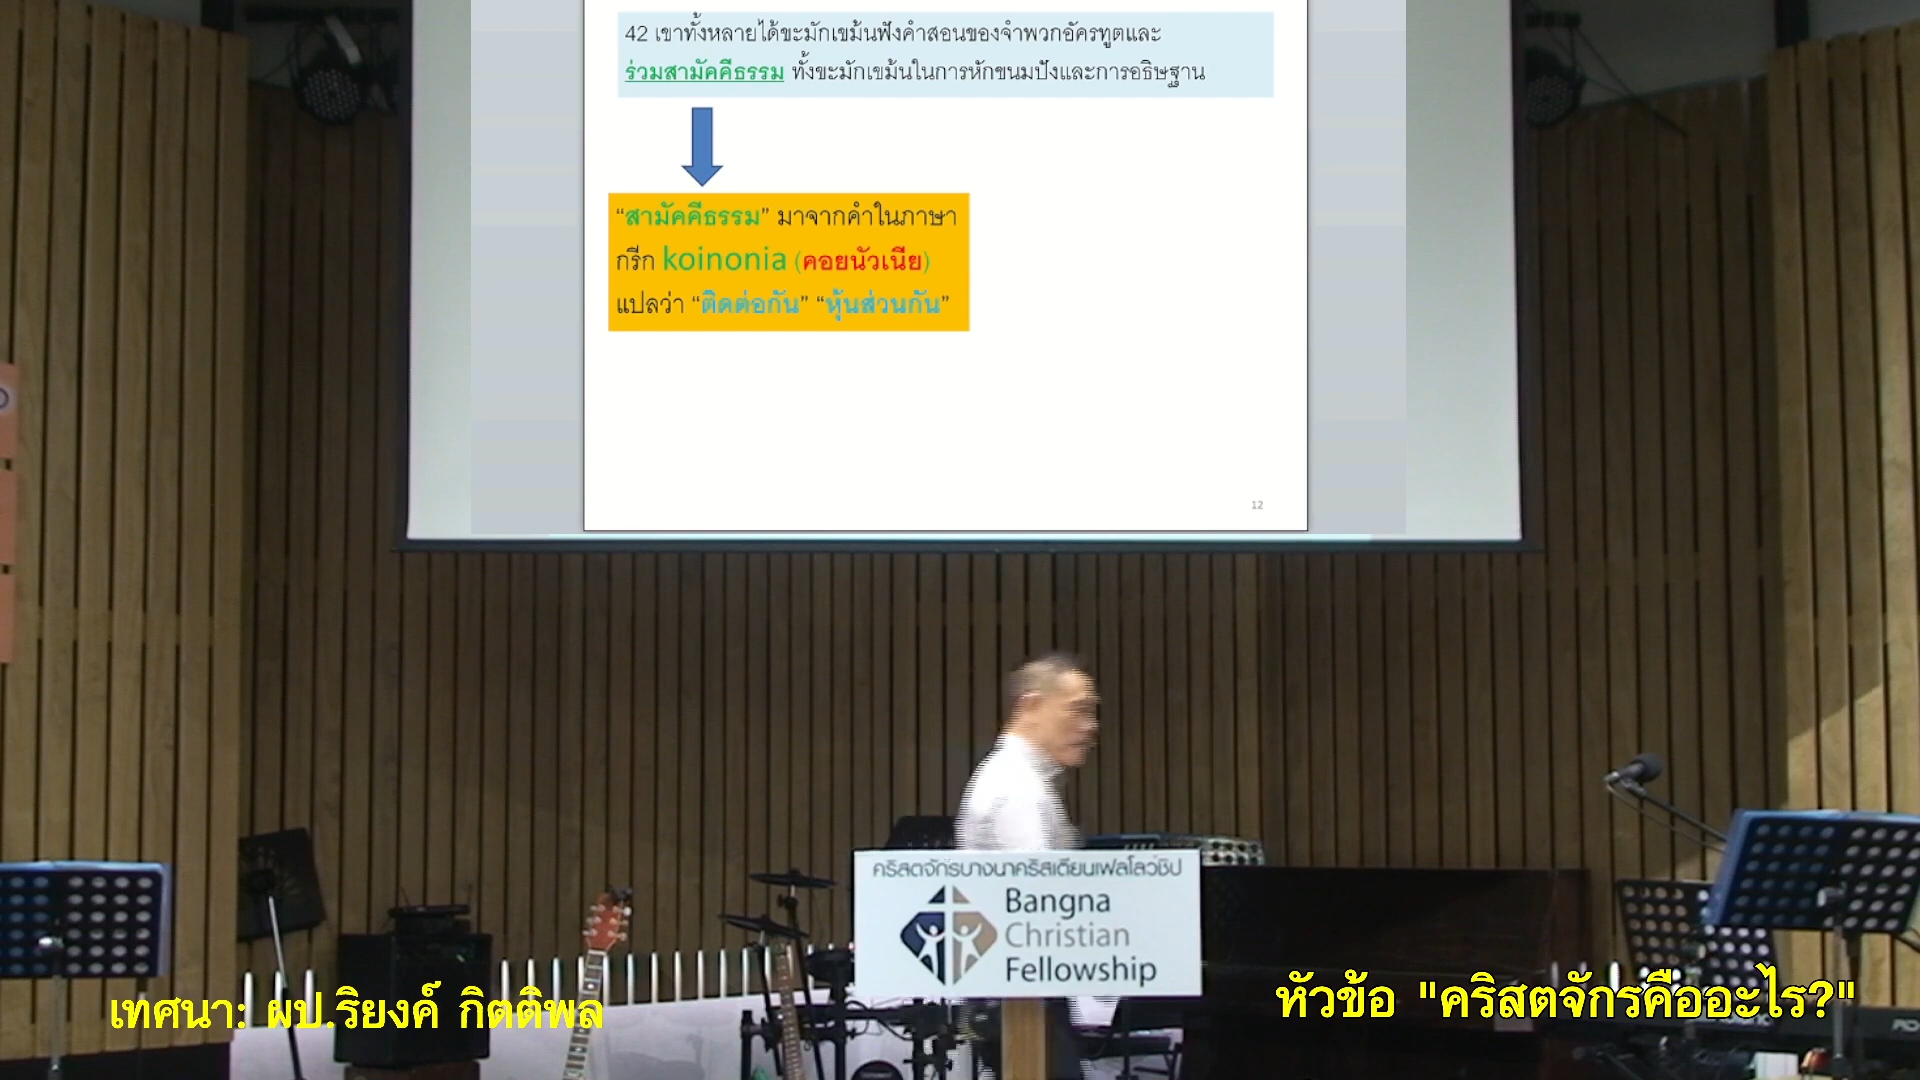 42 เขาทั้งหลายได้ขะมักเขม้นฟังคำสอนของจำพวกอัครทูตและ
ร่วมสามัคคีธรรม ทั้งขะมักเขม้นในการหักขนมปังและการอธิษฐาน
“สามัคคีธรรม” มาจากคำในภาษา
กรีก koinonia (คอยนัวเนีย)
แปลว่า “ติดต่อกัน” “หุ้นส่วนกัน”
12
คริสตจักรบางนาคริสเตียนเฟลโลว์ชิป
Bangna
Christian
Fellowship
เทศนา: ผป.ริยงค์ กิตติพล
หัวข้อ "คริสตจักรคืออะไร?"